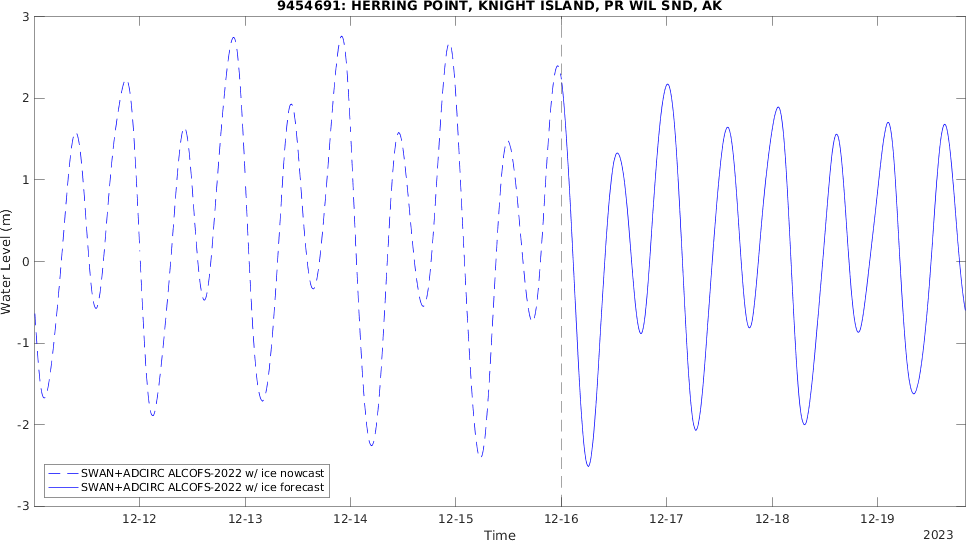 9454691: HERRING POINT, KNIGHT ISLAND, PR WIL SND, AK
3
2
1
0
-1
-2
-3
Water Level (m)
SWAN+ADCIRC ALCOFS-2022 w/ ice nowcast
SWAN+ADCIRC ALCOFS-2022 w/ ice forecast
12-12 12-13 12-14 12-15 12-16 12-17 12-18 12-19
Time
2023